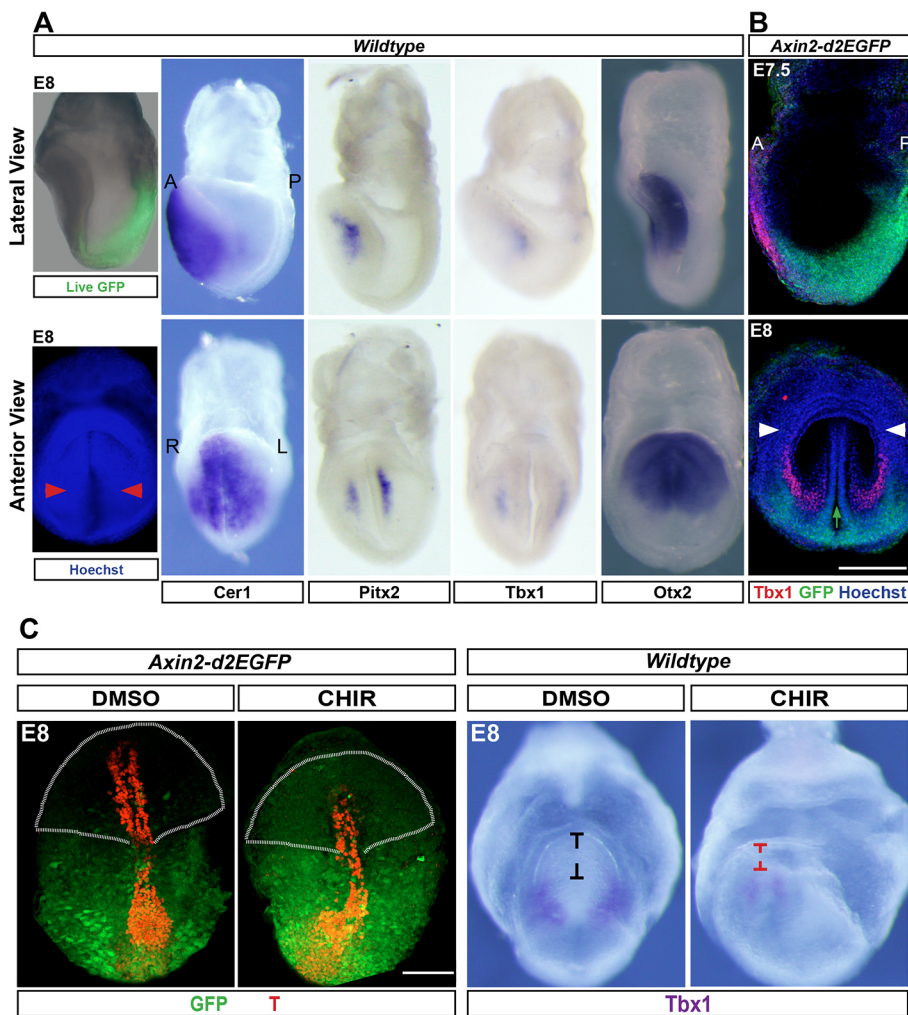 A
B
Wildtype
Axin2-d2EGFP
Lateral View
E8
A
P
E7.5
A
P
Live GFP
Anterior View
E8
R
L
E8
Hoechst
Cer1
Pitx2
Tbx1
Otx2
Tbx1 GFP Hoechst
C
Axin2-d2EGFP
Wildtype
DMSO
CHIR
DMSO
CHIR
E8
E8
GFP T
Tbx1